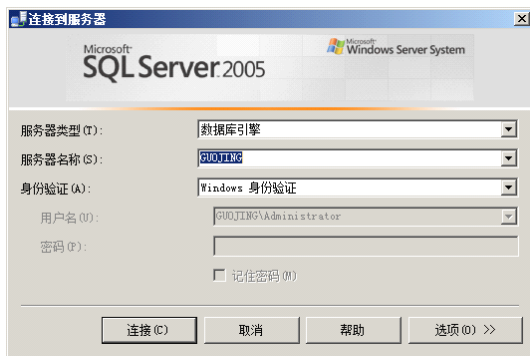 连接到服务器
Microsoft
SQL Server 2005
Microsoft
Windows Server System
服务器类型(T): 数据库引擎
服务器名称(S): GUOJING
身份验证(A): Windows 身份验证
用户名(U): GUOJING\Administrator
密码(P):
记住密码(M)
连接(C) 取消 帮助 选项(O) >>